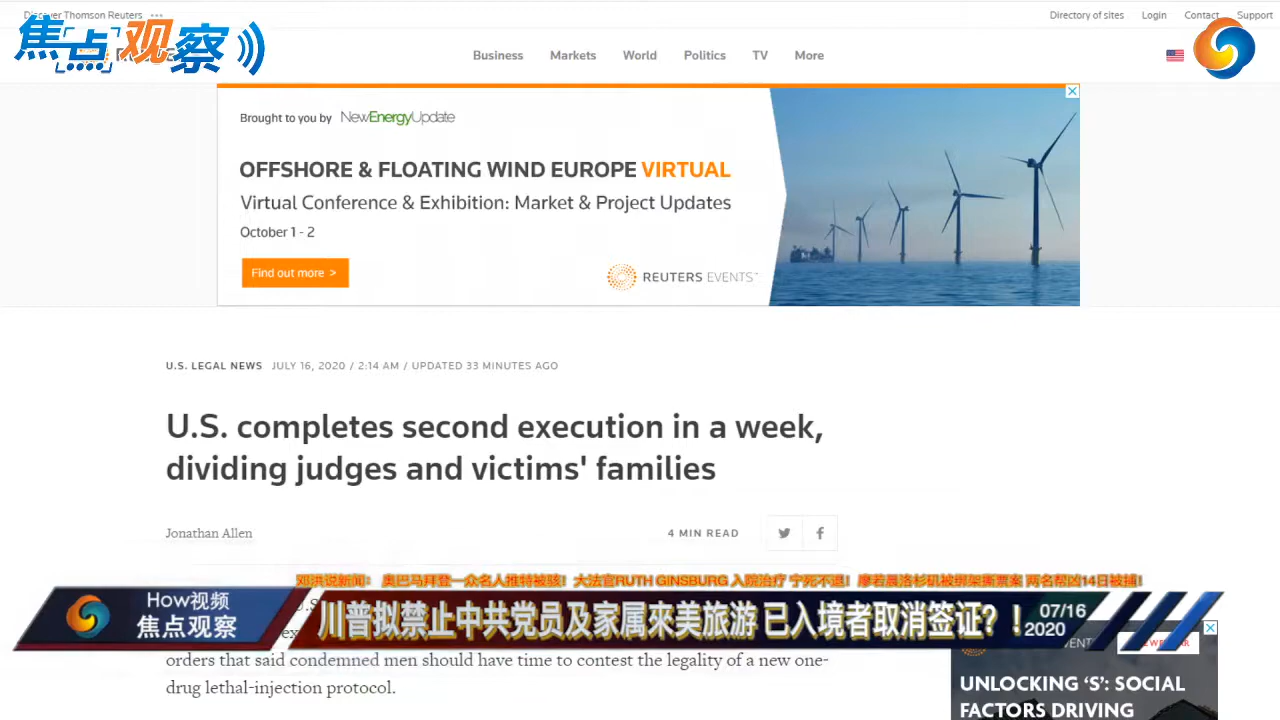 Discover Thomson Reuters
Directory of sites Login Contact Support
焦点观察
Business Markets World Politics TV More
Brought to you by NewEnergyUpdate
OFFSHORE & FLOATING WIND EUROPE VIRTUAL
Virtual Conference & Exhibition: Market & Project Updates
October 1 - 2
Find out more >
REUTERS EVENTS™
U.S. LEGAL NEWS JULY 16, 2020 / 2:14 AM / UPDATED 33 MINUTES AGO
U.S. completes second execution in a week,
dividing judges and victims' families
Jonathan Allen
4 MIN READ
邓洪说新闻: 奥巴马拜登一众名人推特被骇! 大法官RUTH GINSBURG 入院治疗 宁死不退! 摩若晨洛杉矶被绑架撕票案 两名帮凶14日被捕!
How视频
焦点观察
川普拟禁止中共党员及家属來美旅游 已入境者取消签证?!
07/16
2020
orders that said condemned men should have time to contest the legality of a new one-
drug lethal-injection protocol.
UNLOCKING ‘S’: SOCIAL
FACTORS DRIVING